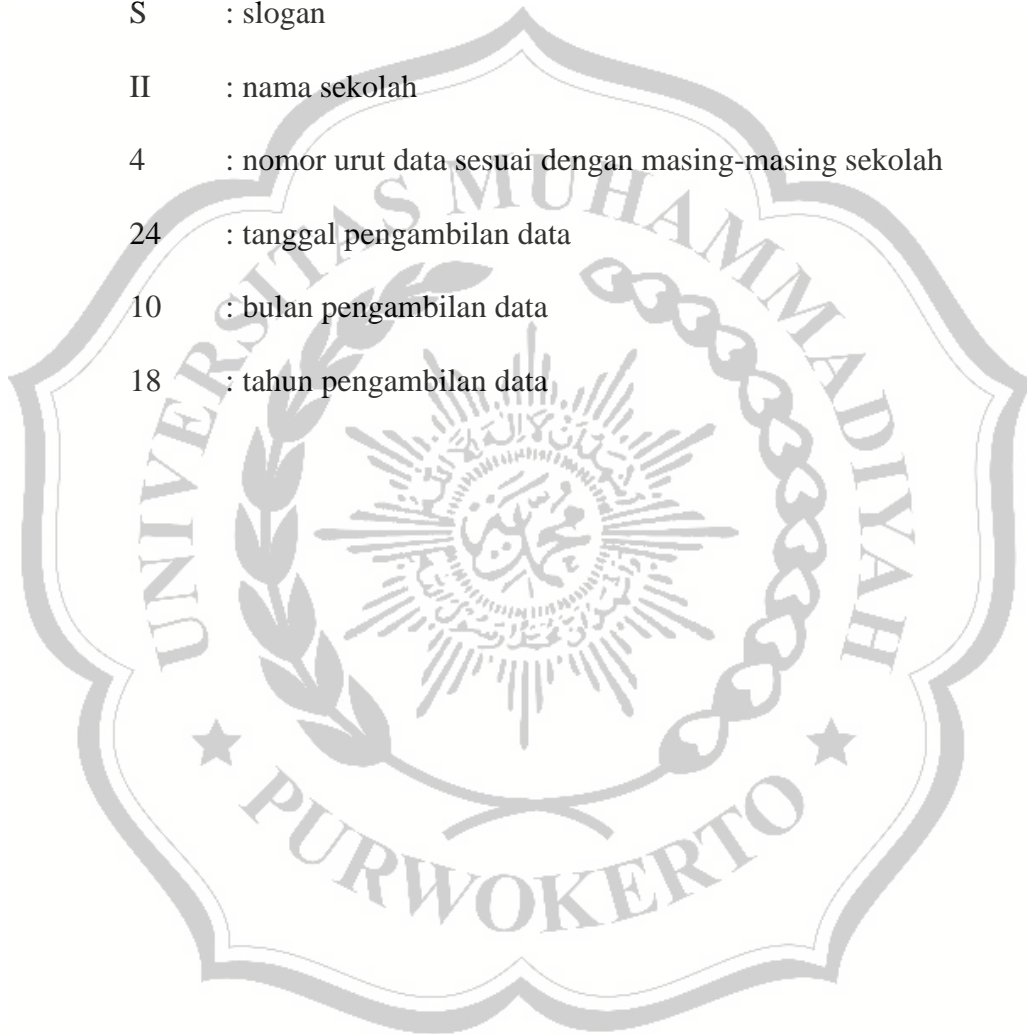 S : slogan
II : nama sekolah
4 : nomor urut data sesuai dengan masing-masing sekolah
24 : tanggal pengambilan data
10 : bulan pengambilan data
18 : tahun pengambilan data
UNIVERSITAS MUHAMMADIYAH
PURWOKERTO